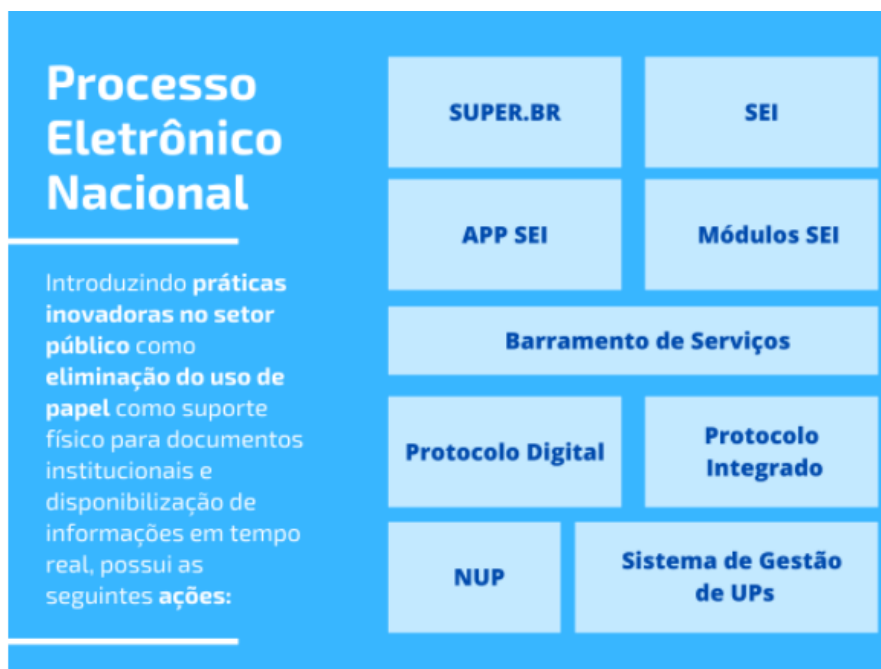 Processo
Eletrônico
Nacional
Introduzindo práticas
inovadoras no setor
público como
eliminação do uso de
papel como suporte
físico para documentos
institucionais e
disponibilização de
informações em tempo
real, possui as
seguintes ações:
SUPER.BR
SEI
APP SEI
Módulos SEI
Barramento de Serviços
Protocolo Digital
Protocolo
Integrado
NUP
Sistema de Gestão
de UPs